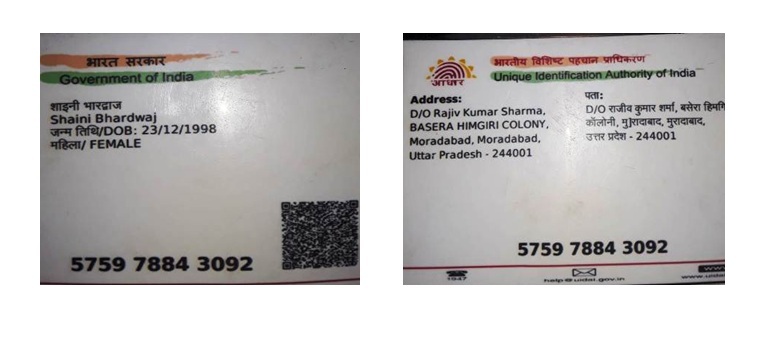 भारत सरकार
Government of India
शाइनी भारद्वाज
Shaini Bhardwaj
जन्म तिथि/DOB: 23/12/1998
महिला/ FEMALE
5759 7884 3092
भारतीय विशिष्ट पहचान प्राधिकरण
Unique Identification Authority of India
आधार
Address:
D/O Rajiv Kumar Sharma,
BASERA HIMGIRI COLONY,
Moradabad, Moradabad,
Uttar Pradesh - 244001
पता:
D/O राजीव कुमार शर्मा, बसेरा हिमगि
कॉलोनी, मुरादाबाद, मुरादाबाद,
उत्तर प्रदेश - 244001
5759 7884 3092
1947
help@uidai.gov.in